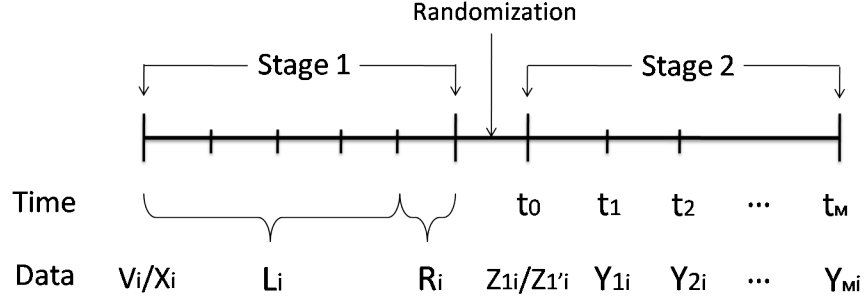 Randomization
Stage 1 Stage 2
Time t0 t1 t2 ... tM
Data Vi/Xi Li Ri Z1i/Z1'i Y1i Y2i ... YMi